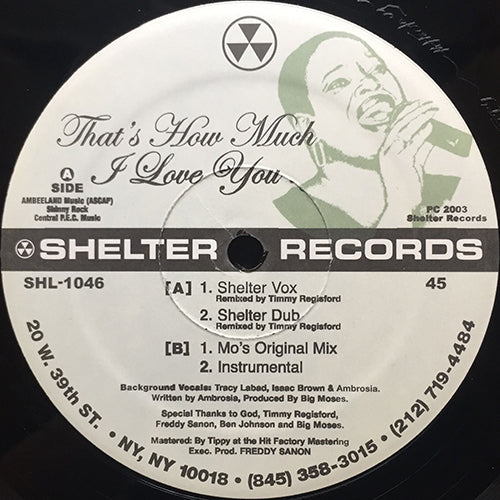 That's How Much
I Love You
A
SIDE
AMBEELAND Music (ASCAP)
Skinny Rock
Central P.E.C. Music
PC 2003
Shelter Records
SHELTER RECORDS
SHL-1046
45
[A] 1. Shelter Vox
Remixed by Timmy Regisford
2. Shelter Dub
Remixed by Timmy Regisford
[B] 1. Mo's Original Mix
2. Instrumental
Background Vocals: Tracy Labad, Isaac Brown & Ambrosia.
Written by Ambrosia, Produced By Big Moses.
Special Thanks to God, Timmy Regisford,
Freddy Sanon, Ben Johnson and Big Moses.
Mastered: By Tippy at the Hit Factory Mastering
Exec. Prod. FREDDY SANON
20 W. 39th ST. • NY, NY 10018 • (845) 358-3015 • (212) 719-4484